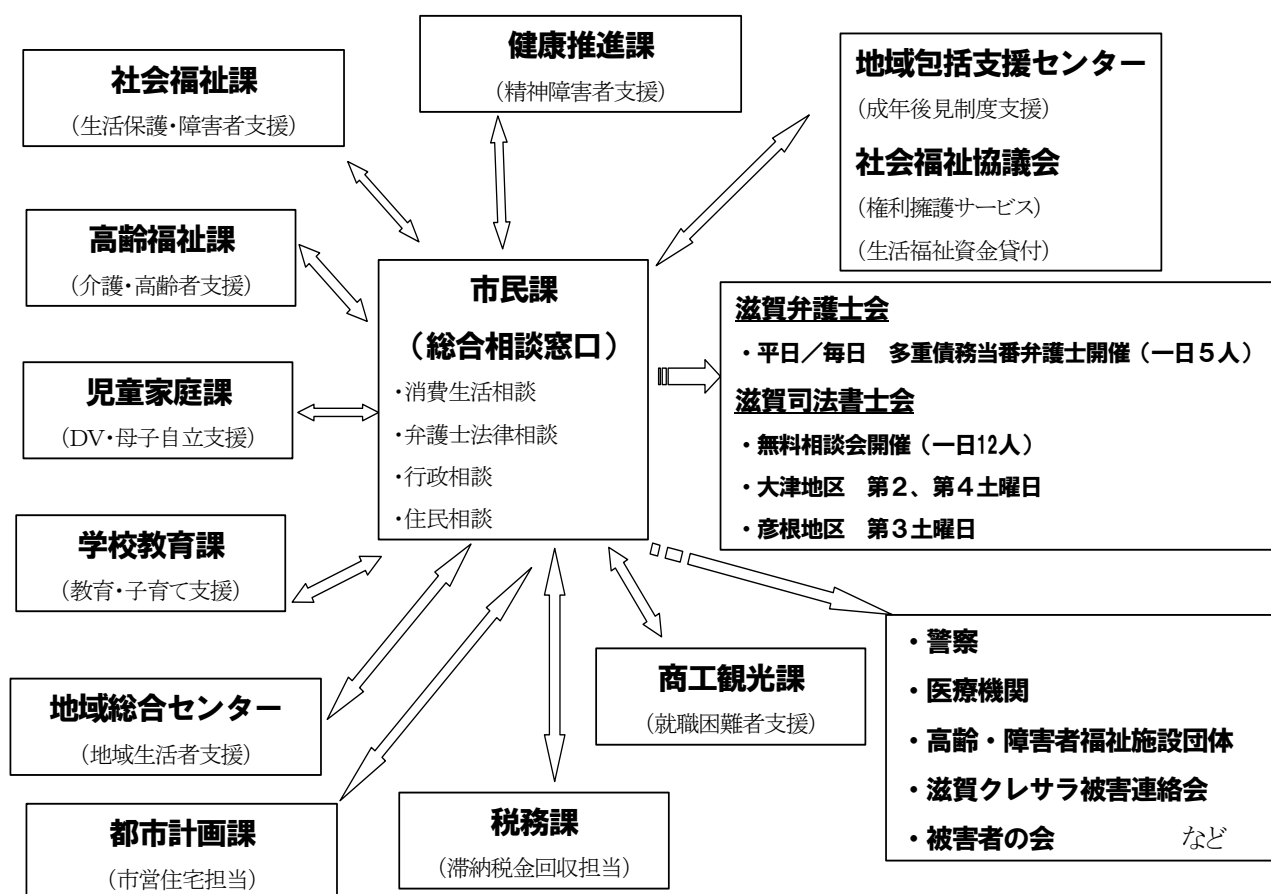 健康推進課
(精神障害者支援)
社会福祉課
(生活保護・障害者支援)
地域包括支援センター
(成年後見制度支援)
社会福祉協議会
(権利擁護サービス)
(生活福祉資金貸付)
高齢福祉課
(介護・高齢者支援)
市民課
(総合相談窓口)
・消費生活相談
・弁護士法律相談
・行政相談
・住民相談
滋賀弁護士会
・平日／毎日　多重債務当番弁護士開催（一日５人）
滋賀司法書士会
・無料相談会開催（一日12人）
・大津地区　第２、第４土曜日
・彦根地区　第３土曜日
児童家庭課
(DV・母子自立支援)
学校教育課
(教育・子育て支援)
地域総合センター
(地域生活者支援)
都市計画課
(市営住宅担当)
税務課
(滞納税金回収担当)
商工観光課
(就職困難者支援)
・警察
・医療機関
・高齢・障害者福祉施設団体
・滋賀クレサラ被害連絡会
・被害者の会　　　など